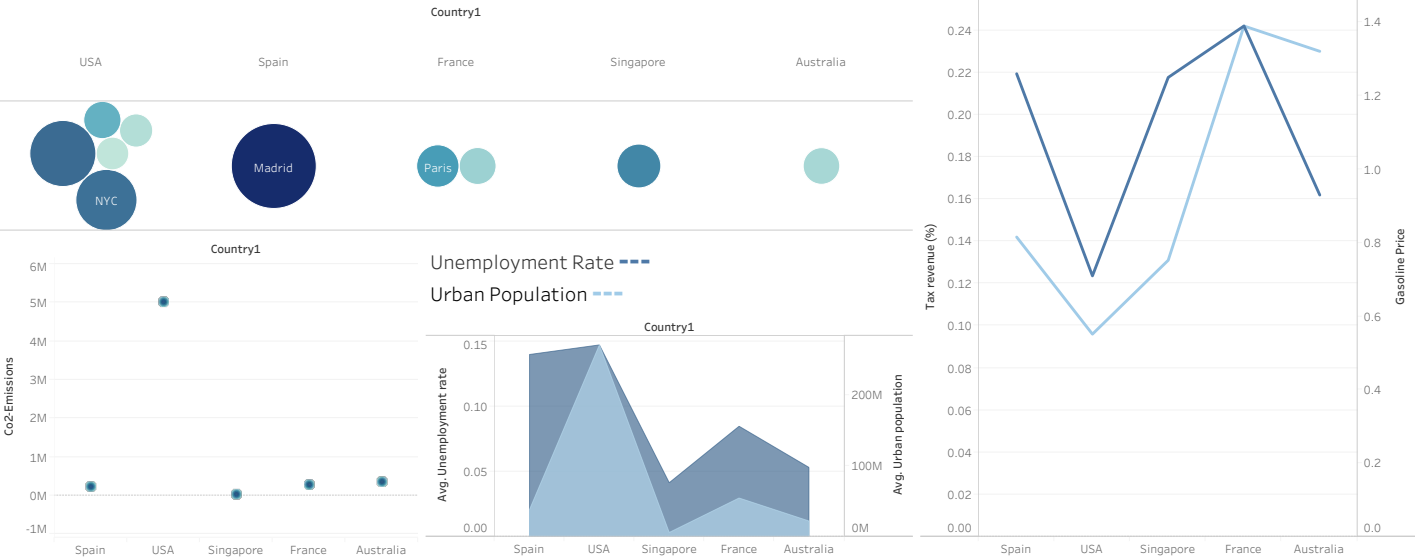 Country1
USA Spain France Singapore Australia
Madrid
Paris
NYC
Country1
6M
5M
4M
3M
2M
1M
0M
-1M
Co2-Emissions
Spain USA Singapore France Australia
Unemployment Rate
Urban Population
Country1
0.15
0.10
0.05
0.00
Avg. Unemployment rate
200M
100M
0M
Avg. Urban population
Spain USA Singapore France Australia
0.24
0.22
0.20
0.18
0.16
0.14
0.12
0.10
0.08
0.06
0.04
0.02
0.00
Tax revenue (%)
1.4
1.2
1.0
0.8
0.6
0.4
0.2
0.0
Gasoline Price
Spain USA Singapore France Australia